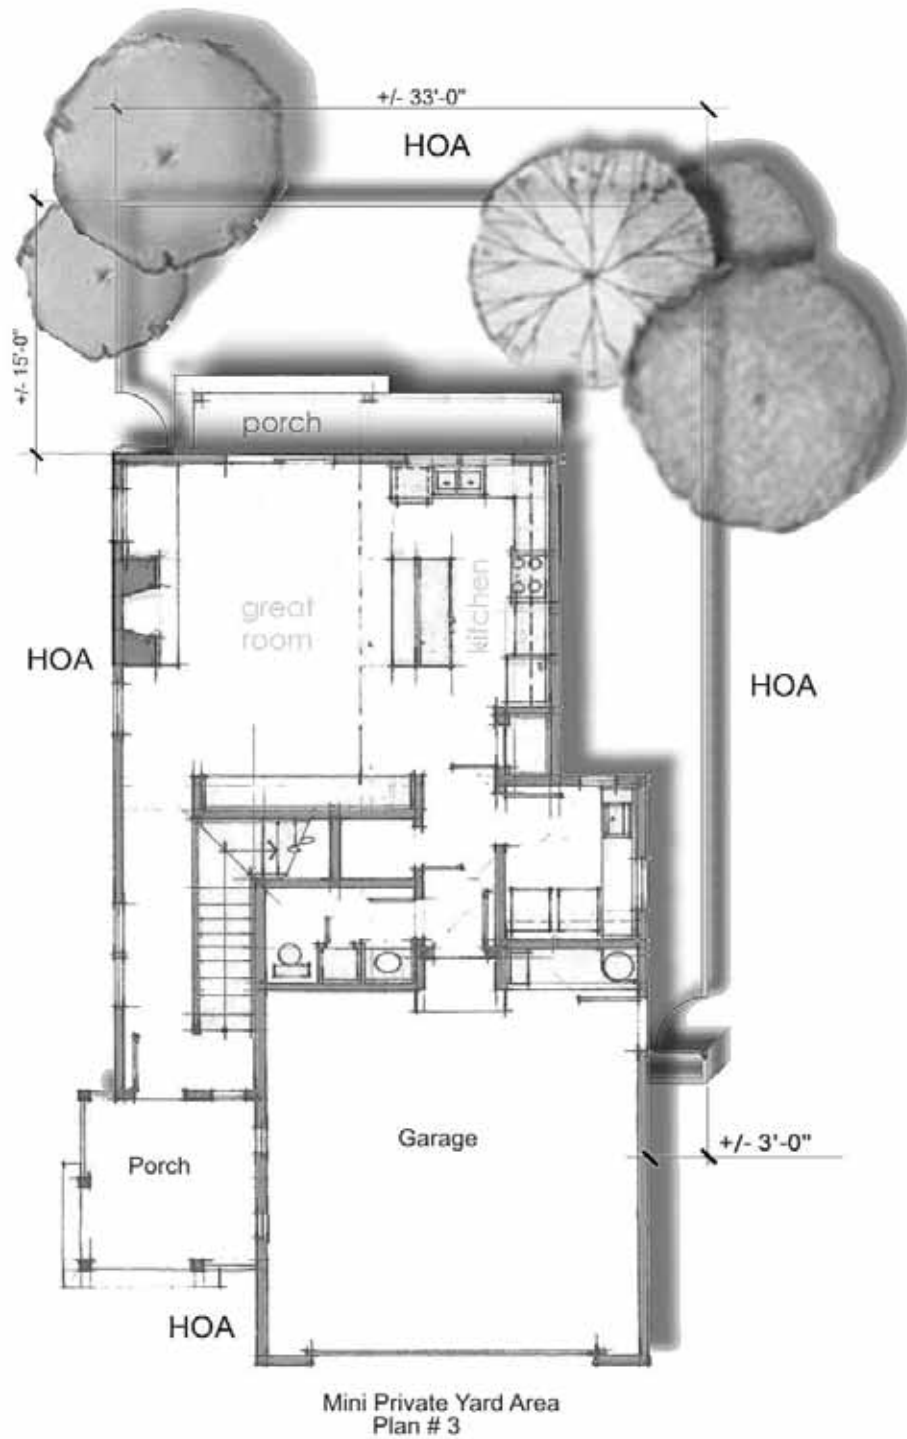 +/- 33'-0"
HOA
+/- 15'-0"
porch
great
room
kitchen
HOA
HOA
Garage
+/- 3'-0"
Porch
HOA
Mini Private Yard Area
Plan # 3